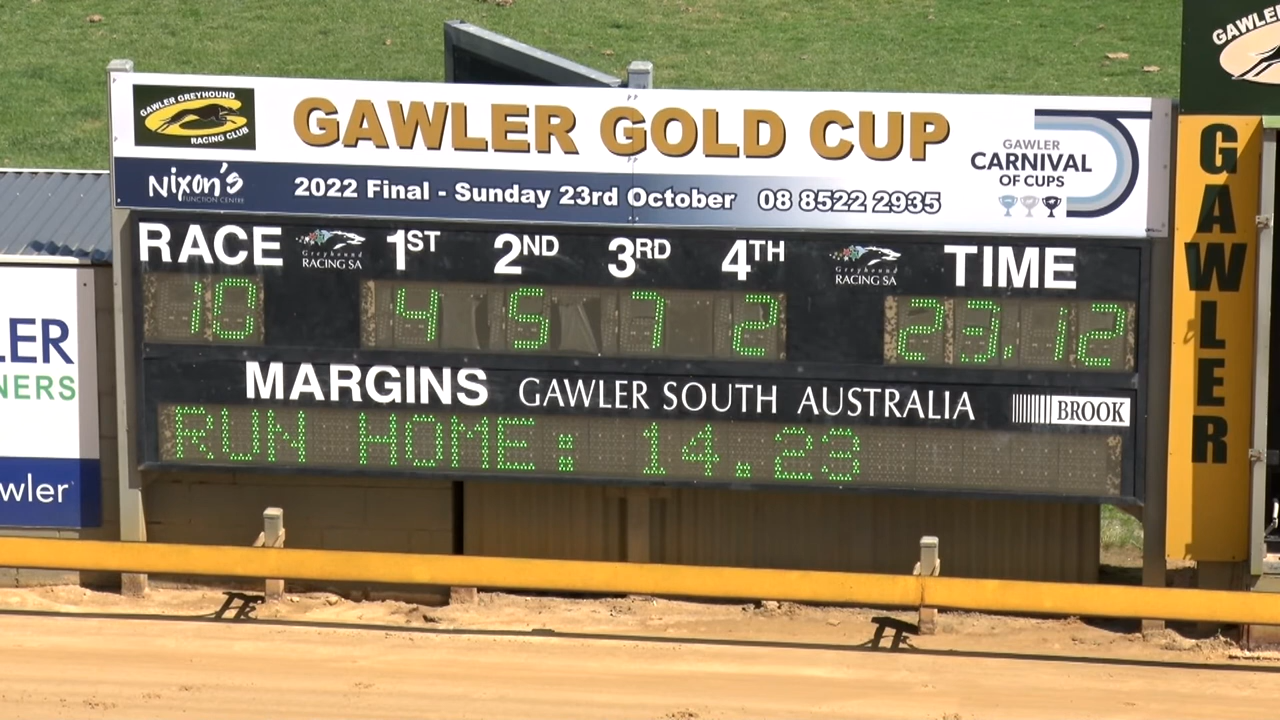 GAWLER
GAWLER GREYHOUND
RACING CLUB
GAWLER GOLD CUP
GAWLER
CARNIVAL
OF CUPS
Nixon's
FUNCTION CENTRE
2022 Final - Sunday 23rd October 08 8522 2935
RACE Greyhound RACING SA 1ST 2ND 3RD 4TH Greyhound RACING SA TIME
10 4 5 7 2 23.12
MARGINS GAWLER SOUTH AUSTRALIA BROOK
RUN HOME: 14.23
LER
NERS
wler
GAWLER